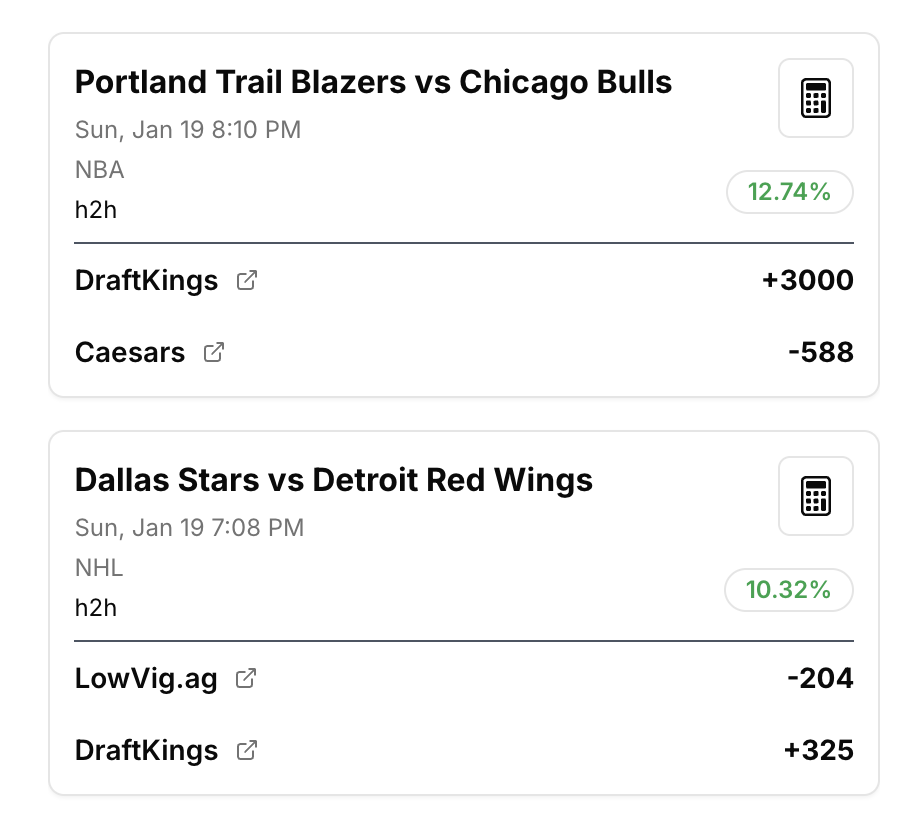 Portland Trail Blazers vs Chicago Bulls
Sun, Jan 19 8:10 PM
NBA
12.74%
h2h
DraftKings +3000
Caesars -588
Dallas Stars vs Detroit Red Wings
Sun, Jan 19 7:08 PM
NHL
10.32%
h2h
LowVig.ag -204
DraftKings +325